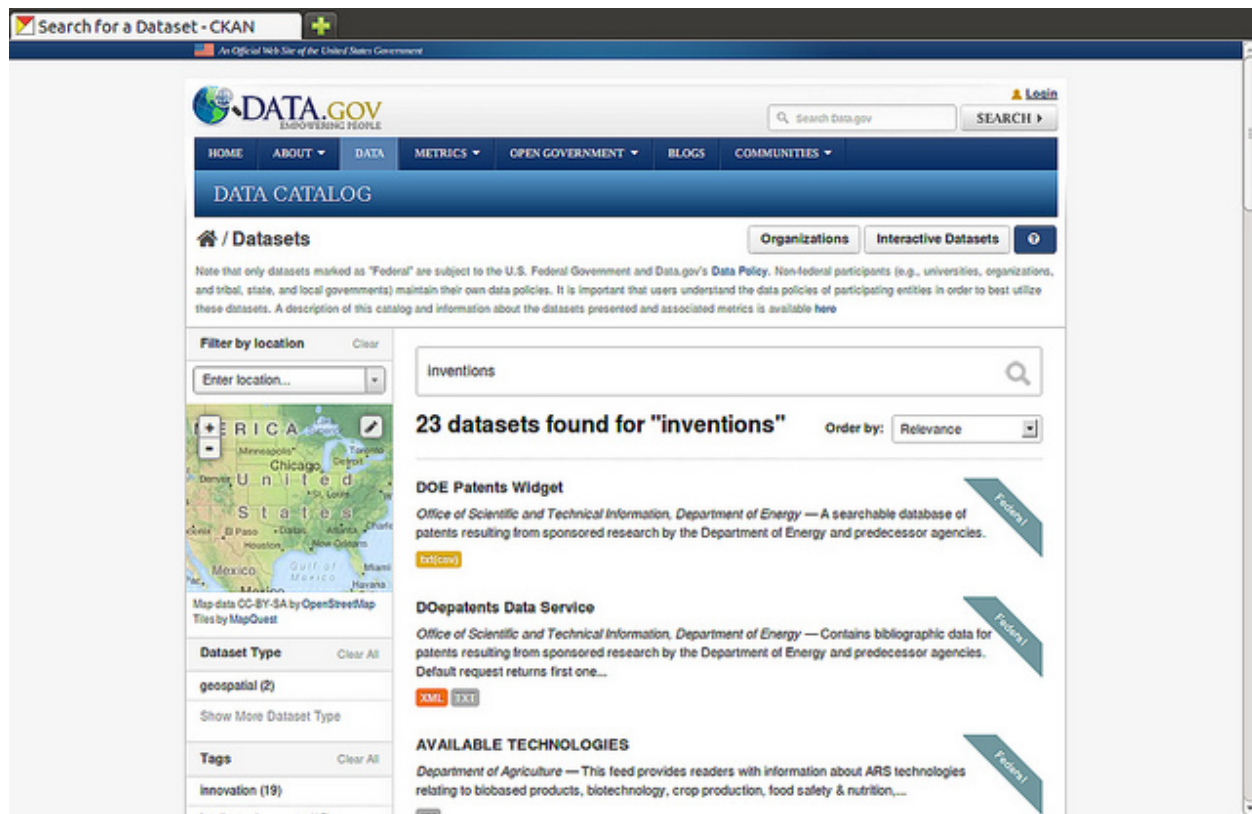 Search for a Dataset - CKAN
An Official Web Site of the United States Government
DATA.GOV
EMPOWERING PEOPLE
Login
Search Data.gov
SEARCH
HOME ABOUT DATA METRICS OPEN GOVERNMENT BLOGS COMMUNITIES
DATA CATALOG
/ Datasets
Organizations
Interactive Datasets
Note that only datasets marked as "Federal" are subject to the U.S. Federal Government and Data.gov's Data Policy. Non-federal participants (e.g., universities, organizations,
and tribal, state, and local governments) maintain their own data policies. It is important that users understand the data policies of participating entities in order to best utilize
these datasets. A description of this catalog and information about the datasets presented and associated metrics is available here
Filter by location Clear
Enter location...
+
-
ERICA
Minneapolis
Toronto
Chicago
Detroit
Denver
United
St. Louis
States
El Paso
Dallas
Atlanta
Houston
New Orleans
Mexico
Gulf of
Mexico
Miami
Havana
Map data CC-BY-SA by OpenStreetMap
Tiles by MapQuest
Dataset Type Clear All
geospatial (2)
Show More Dataset Type
Tags Clear All
innovation (19)
inventions
23 datasets found for "inventions"
Order by: Relevance
DOE Patents Widget
Federal
Office of Scientific and Technical Information, Department of Energy — A searchable database of
patents resulting from sponsored research by the Department of Energy and predecessor agencies.
txt(csv)
DOepatents Data Service
Federal
Office of Scientific and Technical Information, Department of Energy — Contains bibliographic data for
patents resulting from sponsored research by the Department of Energy and predecessor agencies.
Default request returns first one...
XML TXT
AVAILABLE TECHNOLOGIES
Federal
Department of Agriculture — This feed provides readers with information about ARS technologies
relating to biobased products, biotechnology, crop production, food safety & nutrition,...